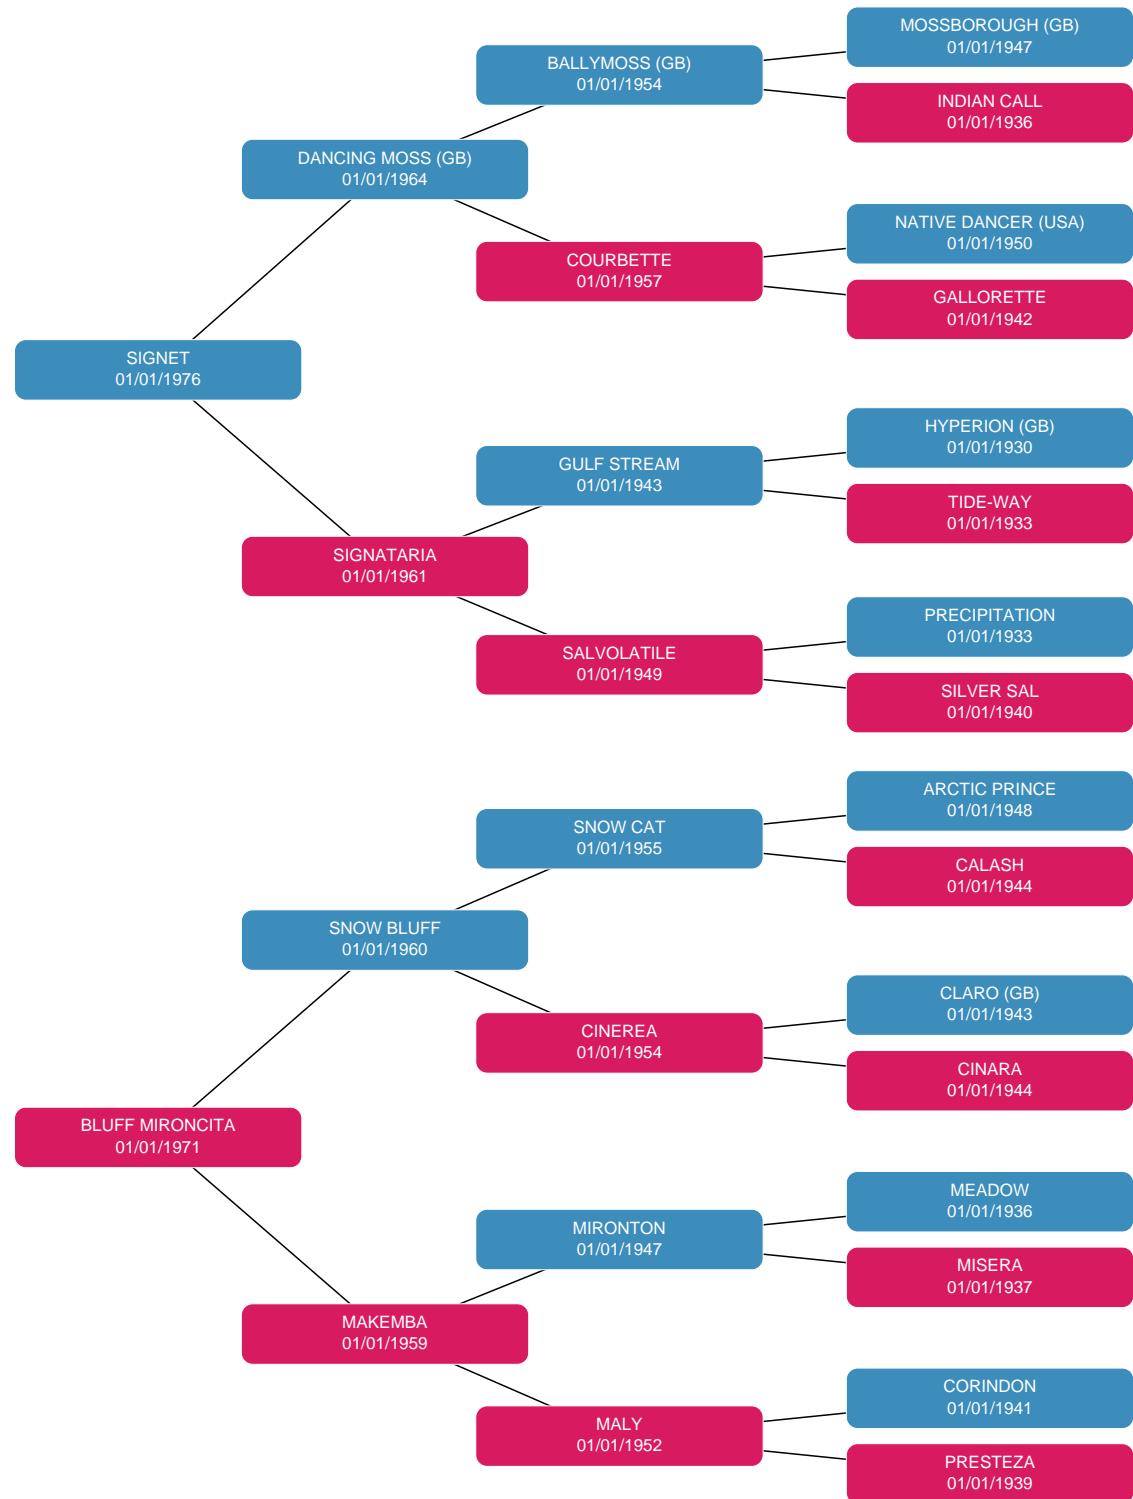 MOSSBOROUGH (GB)
01/01/1947
BALLYMOSS (GB)
01/01/1954
INDIAN CALL
01/01/1936
DANCING MOSS (GB)
01/01/1964
NATIVE DANCER (USA)
01/01/1950
COURBETTE
01/01/1957
GALLORETTE
01/01/1942
SIGNET
01/01/1976
HYPERION (GB)
01/01/1930
GULF STREAM
01/01/1943
TIDE-WAY
01/01/1933
SIGNATARIA
01/01/1961
PRECIPITATION
01/01/1933
SALVOLATILE
01/01/1949
SILVER SAL
01/01/1940
ARCTIC PRINCE
01/01/1948
SNOW CAT
01/01/1955
CALASH
01/01/1944
SNOW BLUFF
01/01/1960
CLARO (GB)
01/01/1943
CINEREA
01/01/1954
CINARA
01/01/1944
BLUFF MIRONCITA
01/01/1971
MEADOW
01/01/1936
MIRONTON
01/01/1947
MISERA
01/01/1937
MAKEMBA
01/01/1959
CORINDON
01/01/1941
MALY
01/01/1952
PRESTEZA
01/01/1939